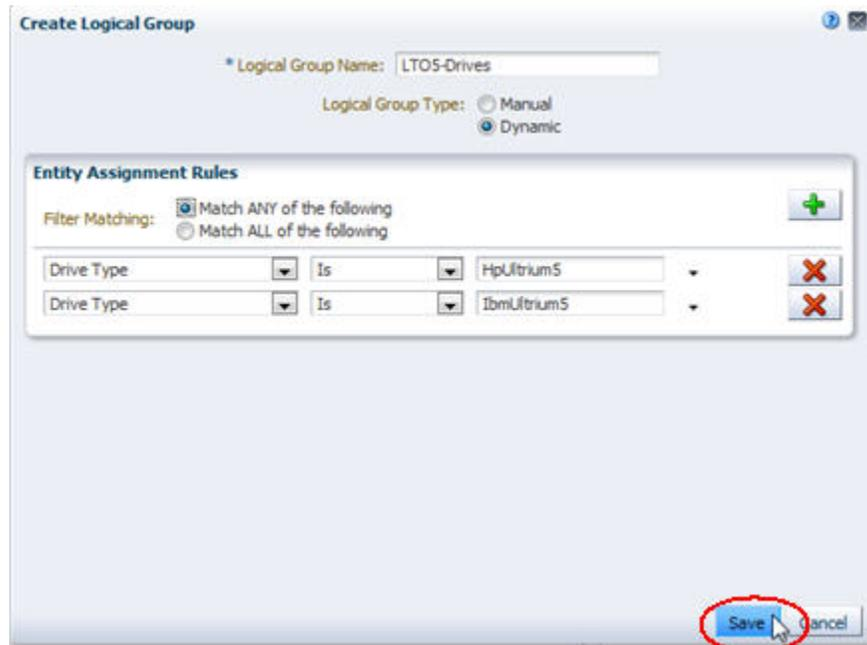 Create Logical Group
* Logical Group Name: LTO5-Drives
Logical Group Type: Manual
Dynamic
Entity Assignment Rules
Filter Matching: Match ANY of the following
Match ALL of the following
Drive Type Is HpUltrium5
Drive Type Is IbmUltrium5
Save Cancel